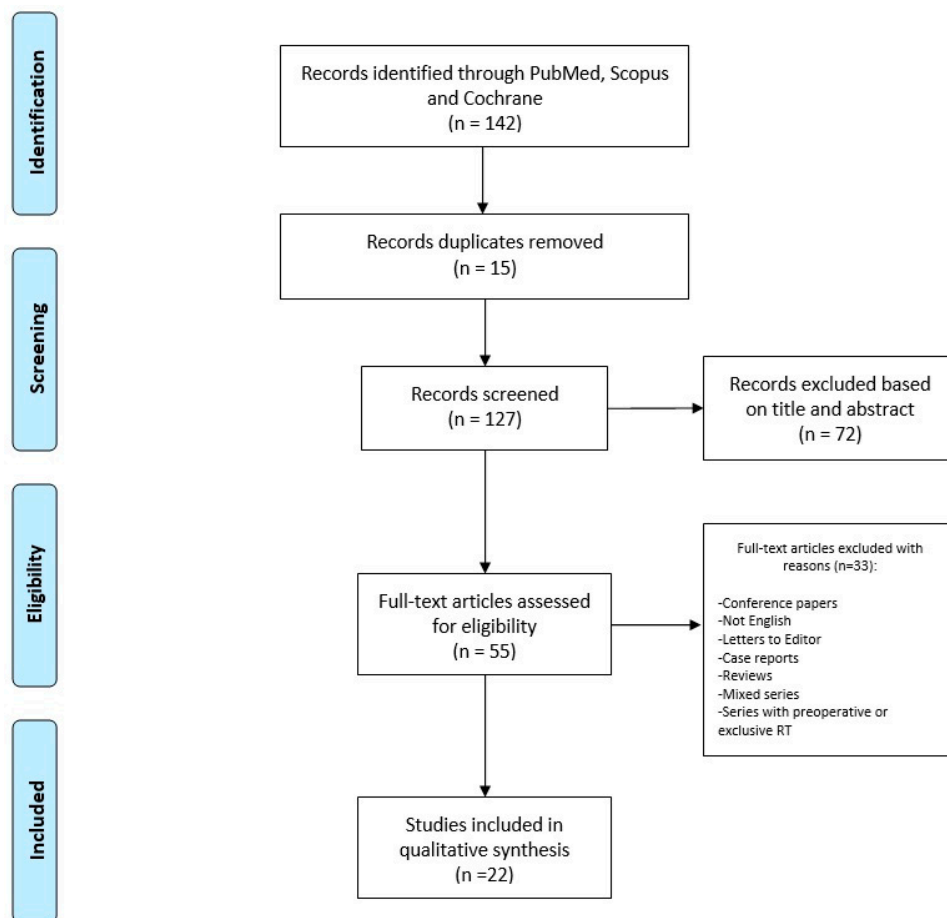 Identification
Records identified through PubMed, Scopus
and Cochrane
(n = 142)
Records duplicates removed
(n = 15)
Screening
Records screened
(n = 127)
Records excluded based
on title and abstract
(n = 72)
Eligibility
Full-text articles assessed
for eligibility
(n = 55)
Full-text articles excluded with
reasons (n=33):
-Conference papers
-Not English
-Letters to Editor
-Case reports
-Reviews
-Mixed series
-Series with preoperative or
exclusive RT
Included
Studies included in
qualitative synthesis
(n =22)